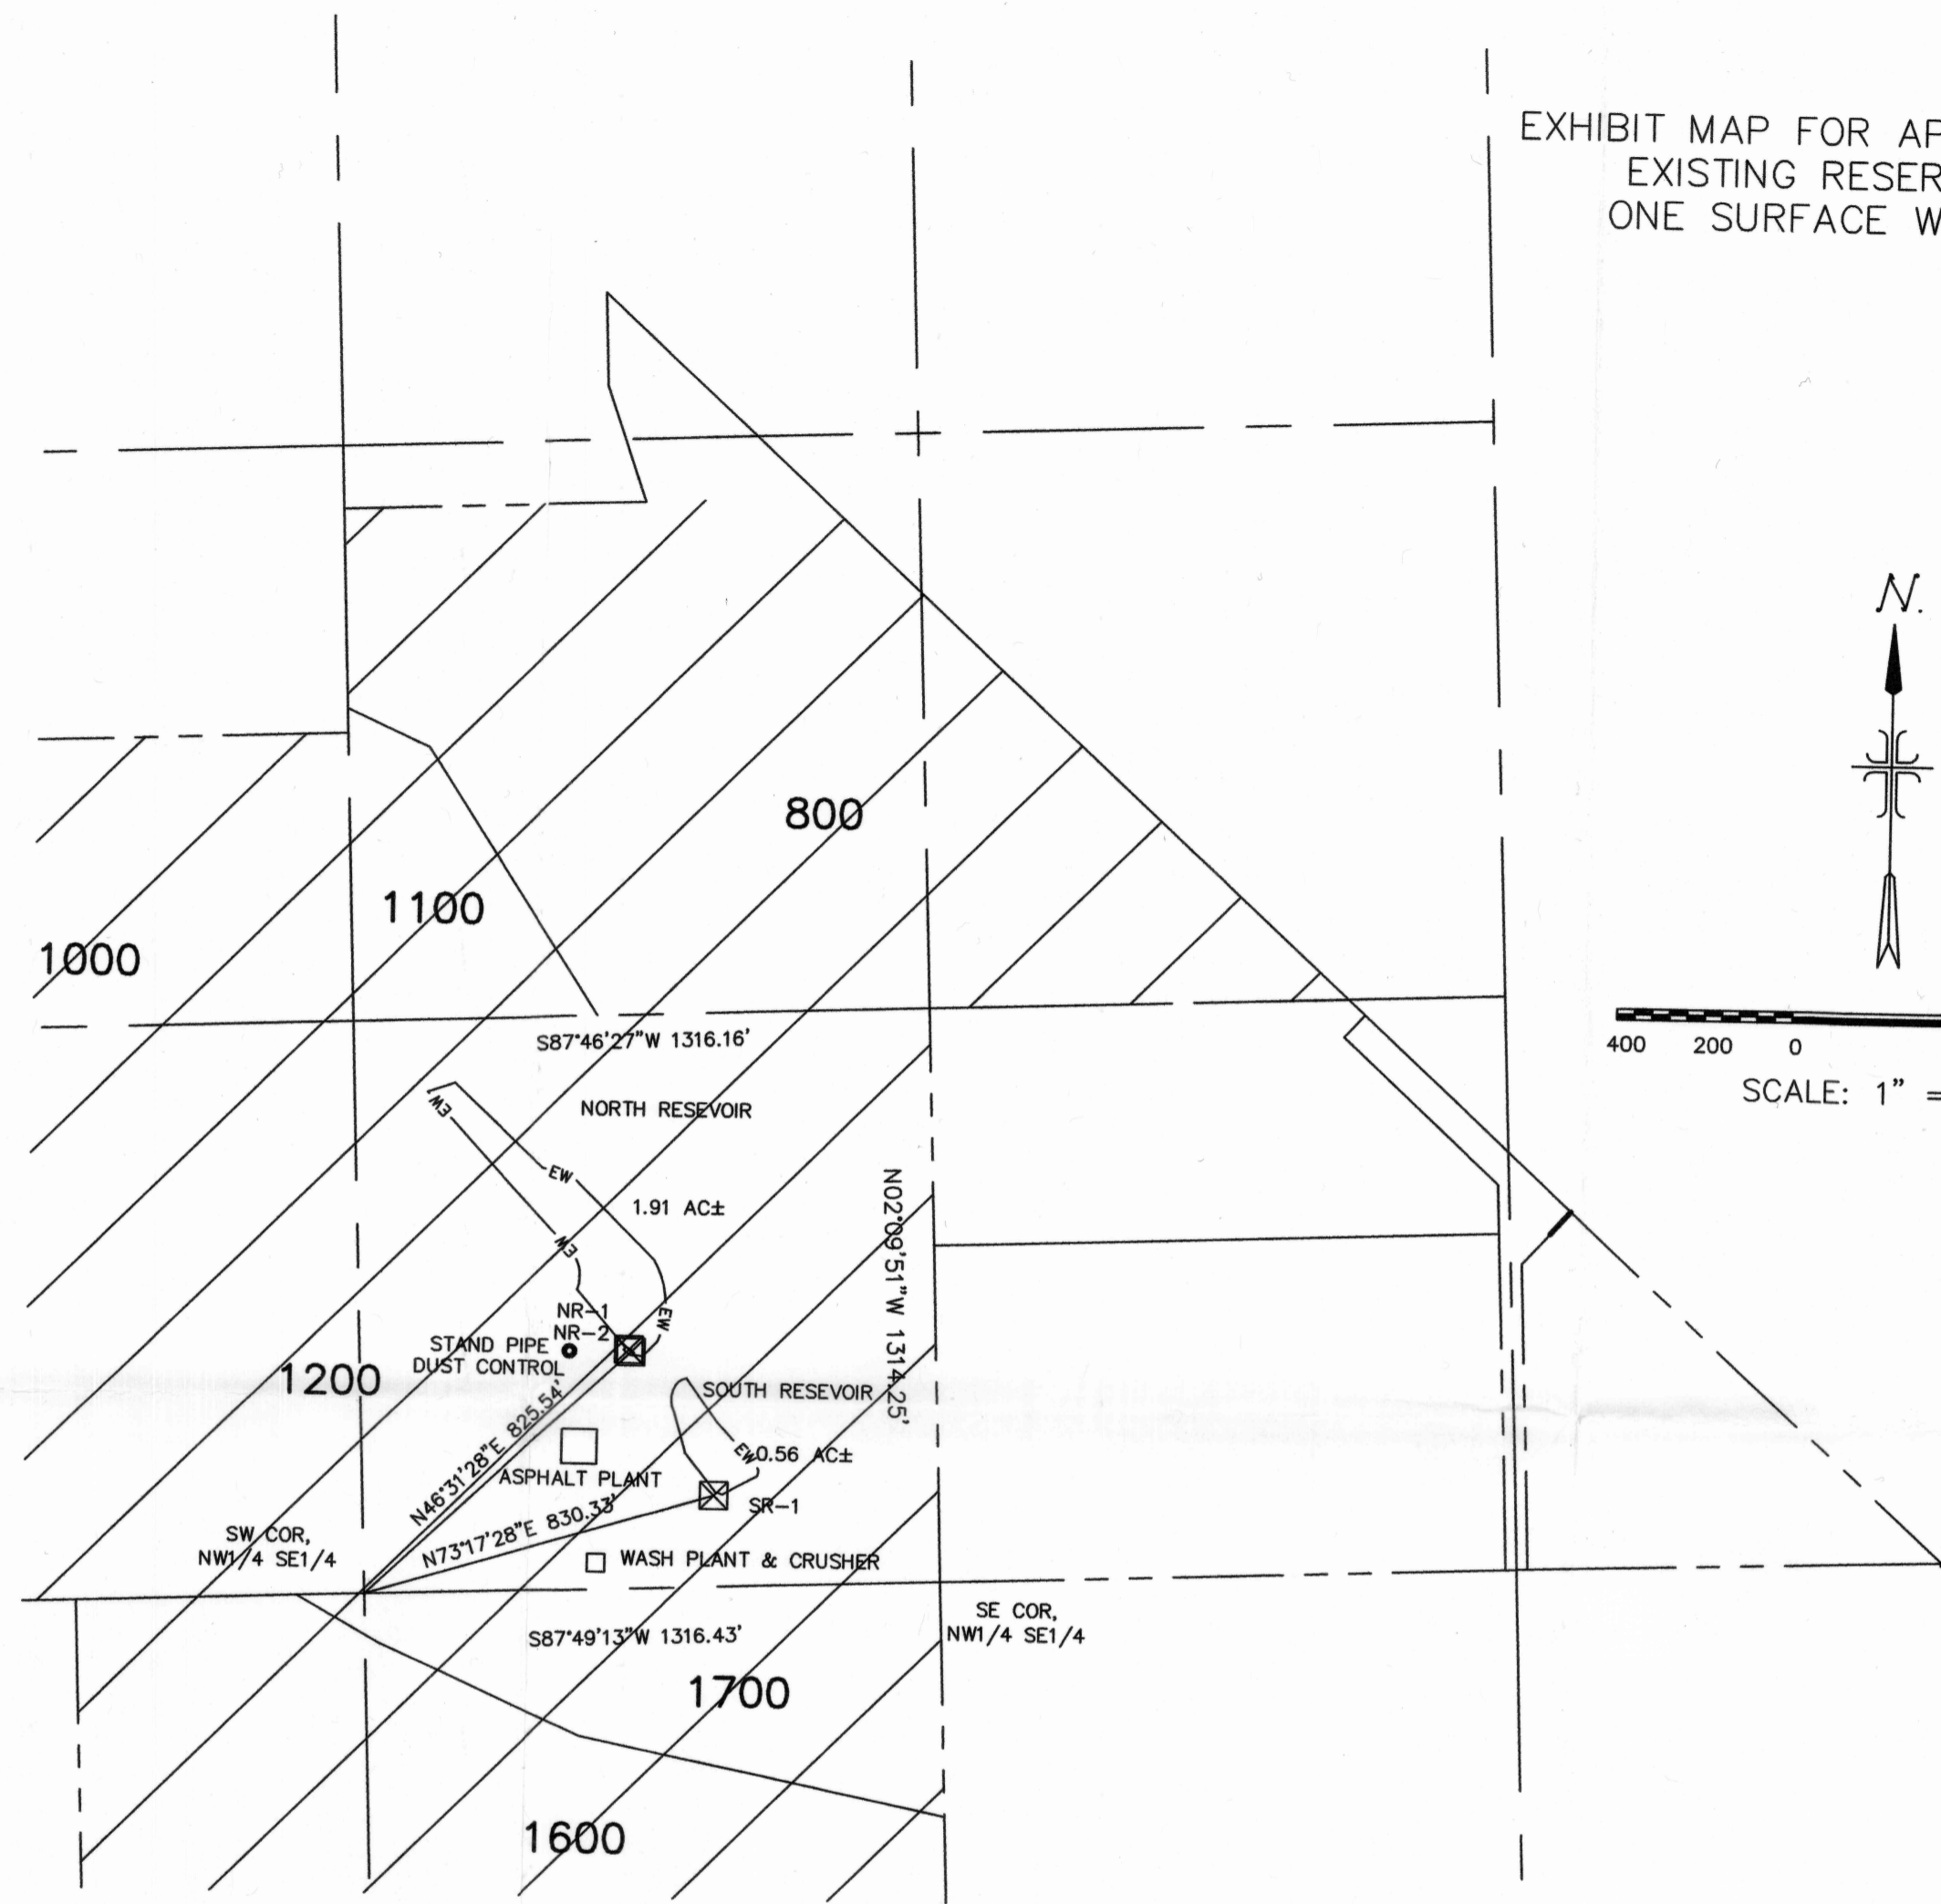 EXHIBIT MAP FOR AP
EXISTING RESER
ONE SURFACE W
N.
400 200 0
SCALE: 1" =
800
1100
1000
S87°46'27"W 1316.16'
NORTH RESEVOIR
EW
EW
1.91 AC±
EW
EW
N02°09'51"W 1314.25'
NR-1
NR-2
STAND PIPE
DUST CONTROL
1200
SOUTH RESEVOIR
EW
0.56 AC±
N46°31'28"E 825.54'
ASPHALT PLANT
SR-1
N73°17'28"E 830.33'
SW COR,
NW1/4 SE1/4
WASH PLANT & CRUSHER
SE COR,
NW1/4 SE1/4
S87°49'13"W 1316.43'
1700
1600